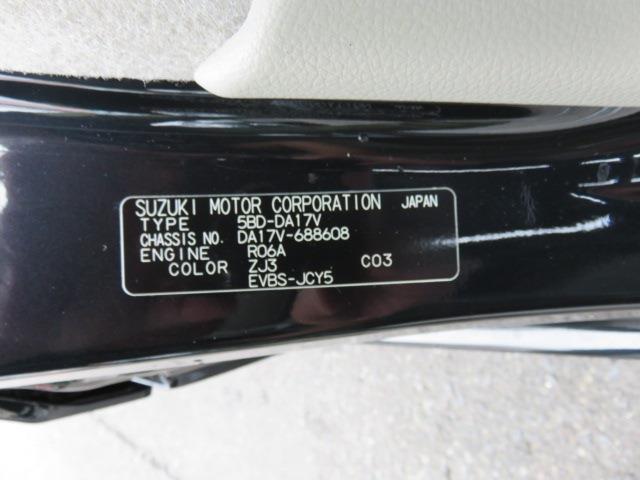 SUZUKI MOTOR CORPORATION JAPAN
TYPE 5BD-DA17V
CHASSIS NO. DA17V-688608
ENGINE R06A
COLOR ZJ3 C03
EVBS-JCY5